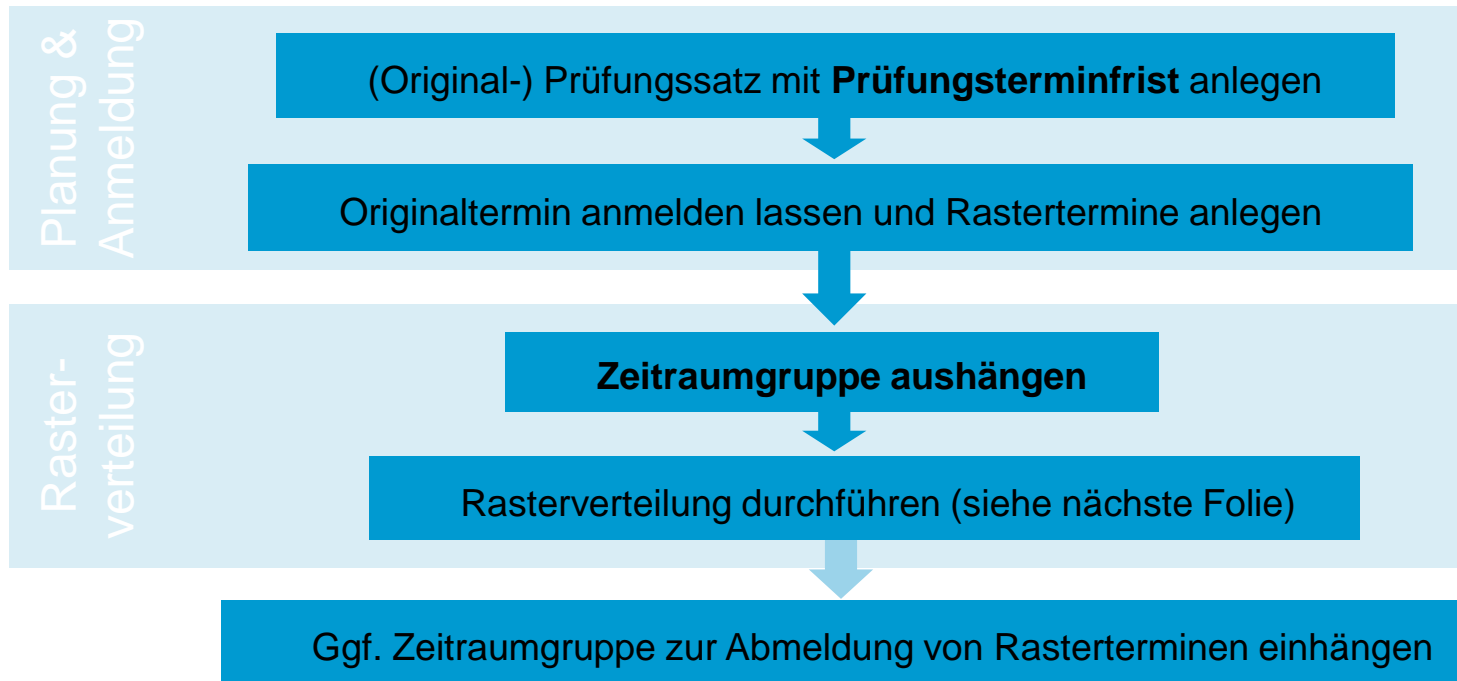 Planung &
Anmeldung
(Original-) Prüfungssatz mit Prüfungsterminfrist anlegen
Originaltermin anmelden lassen und Rastertermine anlegen
Raster-
verteilung
Zeitraumgruppe aushängen
Rasterverteilung durchführen (siehe nächste Folie)
Ggf. Zeitraumgruppe zur Abmeldung von Rasterterminen einhängen